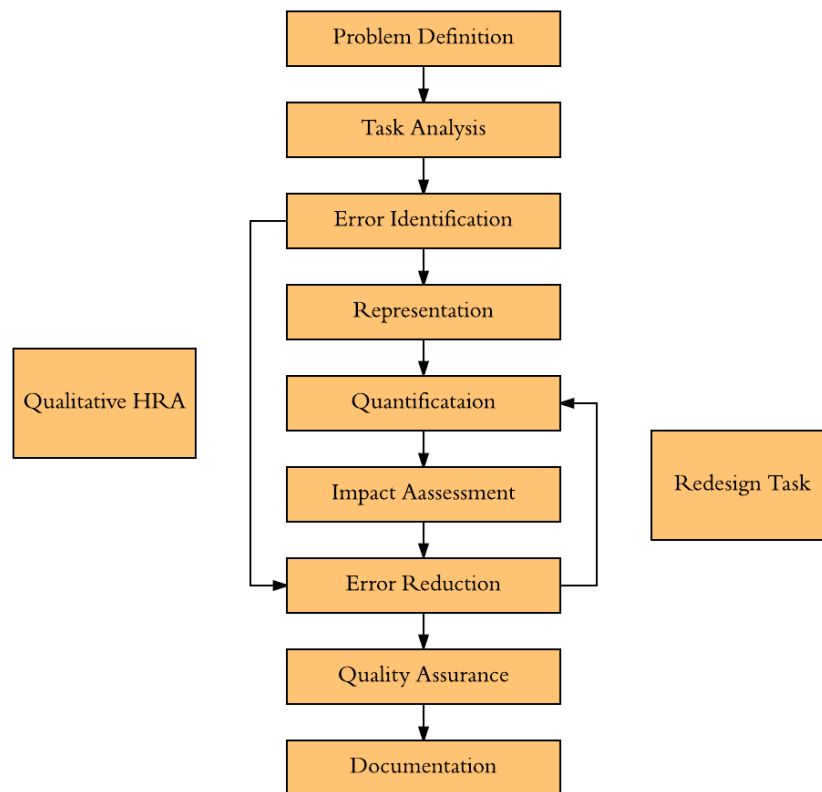 Problem Definition
Task Analysis
Error Identification
Representation
Qualitative HRA
Quantificataion
Redesign Task
Impact Aassessment
Error Reduction
Quality Assurance
Documentation